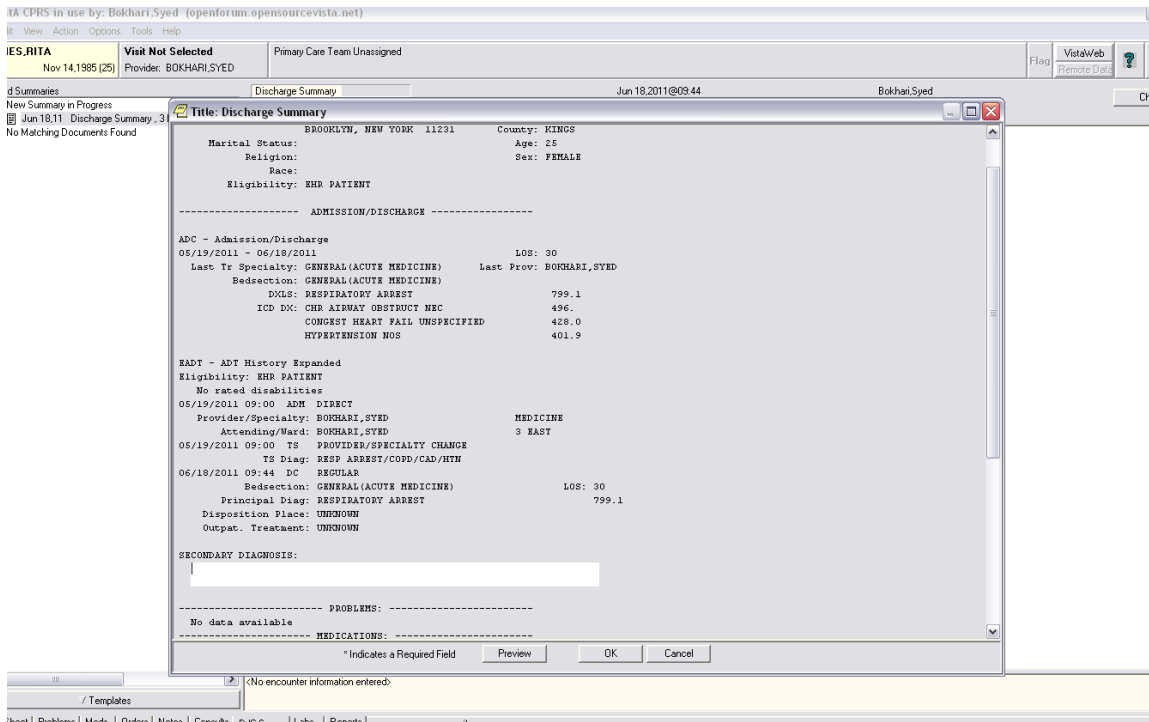 tA CPRS in use by: Bokhari,Syed (openforum.opensourcevista.net)
it View Action Options Tools Help
IES,RITA
Visit Not Selected
Primary Care Team Unassigned
Flag
VistaWeb
Remote Data
?
Nov 14,1985 (25)
Provider: BOKHARI,SYED
d Summaries
Discharge Summary
Jun 18,2011@09:44
Bokhari,Syed
Ch
New Summary in Progress
Jun 18,11 Discharge Summary , 3
No Matching Documents Found
Title: Discharge Summary
BROOKLYN, NEW YORK 11231 County: KINGS
Marital Status: Age: 25
Religion: Sex: FEMALE
Race:
Eligibility: EHR PATIENT
-------------------- ADMISSION/DISCHARGE -----------------
ADC - Admission/Discharge
05/19/2011 - 06/18/2011 LOS: 30
Last Tr Specialty: GENERAL(ACUTE MEDICINE) Last Prov: BOKHARI,SYED
Bedsection: GENERAL(ACUTE MEDICINE)
DXLS: RESPIRATORY ARREST 799.1
ICD DX: CHR AIRWAY OBSTRUCT NEC 496.
CONGEST HEART FAIL UNSPECIFIED 428.0
HYPERTENSION NOS 401.9
EADT - ADT History Expanded
Eligibility: EHR PATIENT
No rated disabilities
05/19/2011 09:00 ADM DIRECT
Provider/Specialty: BOKHARI,SYED MEDICINE
Attending/Ward: BOKHARI,SYED 3 EAST
05/19/2011 09:00 TS PROVIDER/SPECIALTY CHANGE
TS Diag: RESP ARREST/COPD/CAD/HTN
06/18/2011 09:44 DC REGULAR
Bedsection: GENERAL(ACUTE MEDICINE) LOS: 30
Principal Diag: RESPIRATORY ARREST 799.1
Disposition Place: UNKNOWN
Outpat. Treatment: UNKNOWN
SECONDARY DIAGNOSIS:
------------------------ PROBLEMS: ------------------------
No data available
---------------------- MEDICATIONS: -----------------------
* Indicates a Required Field
Preview
OK
Cancel
<No encounter information entered>
/ Templates
Problems | Meds | Orders | Notes | Consults | Labs | Reports